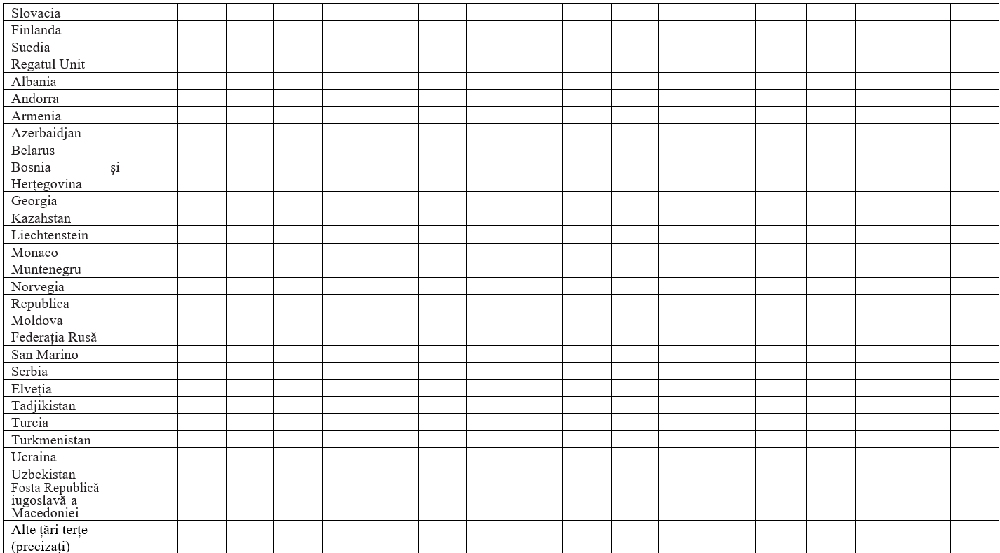 Slovacia
Finlanda
Suedia
Regatul Unit
Albania
Andorra
Armenia
Azerbaidjan
Belarus
Bosnia și
Herțegovina
Georgia
Kazahstan
Liechtenstein
Monaco
Muntenegru
Norvegia
Republica
Moldova
Federația Rusă
San Marino
Serbia
Elveția
Tadjikistan
Turcia
Turkmenistan
Ucraina
Uzbekistan
Fosta Republică
iugoslavă a
Macedoniei
Alte țări terțe
(precizați)